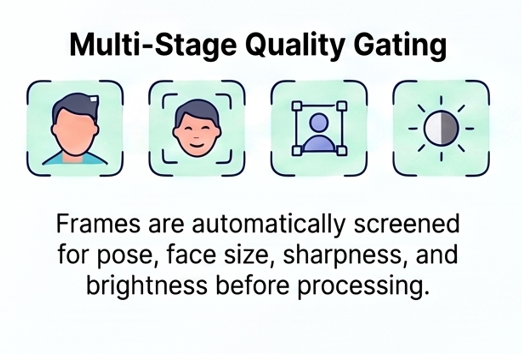 Multi-Stage Quality Gating
Frames are automatically screened
for pose, face size, sharpness, and
brightness before processing.